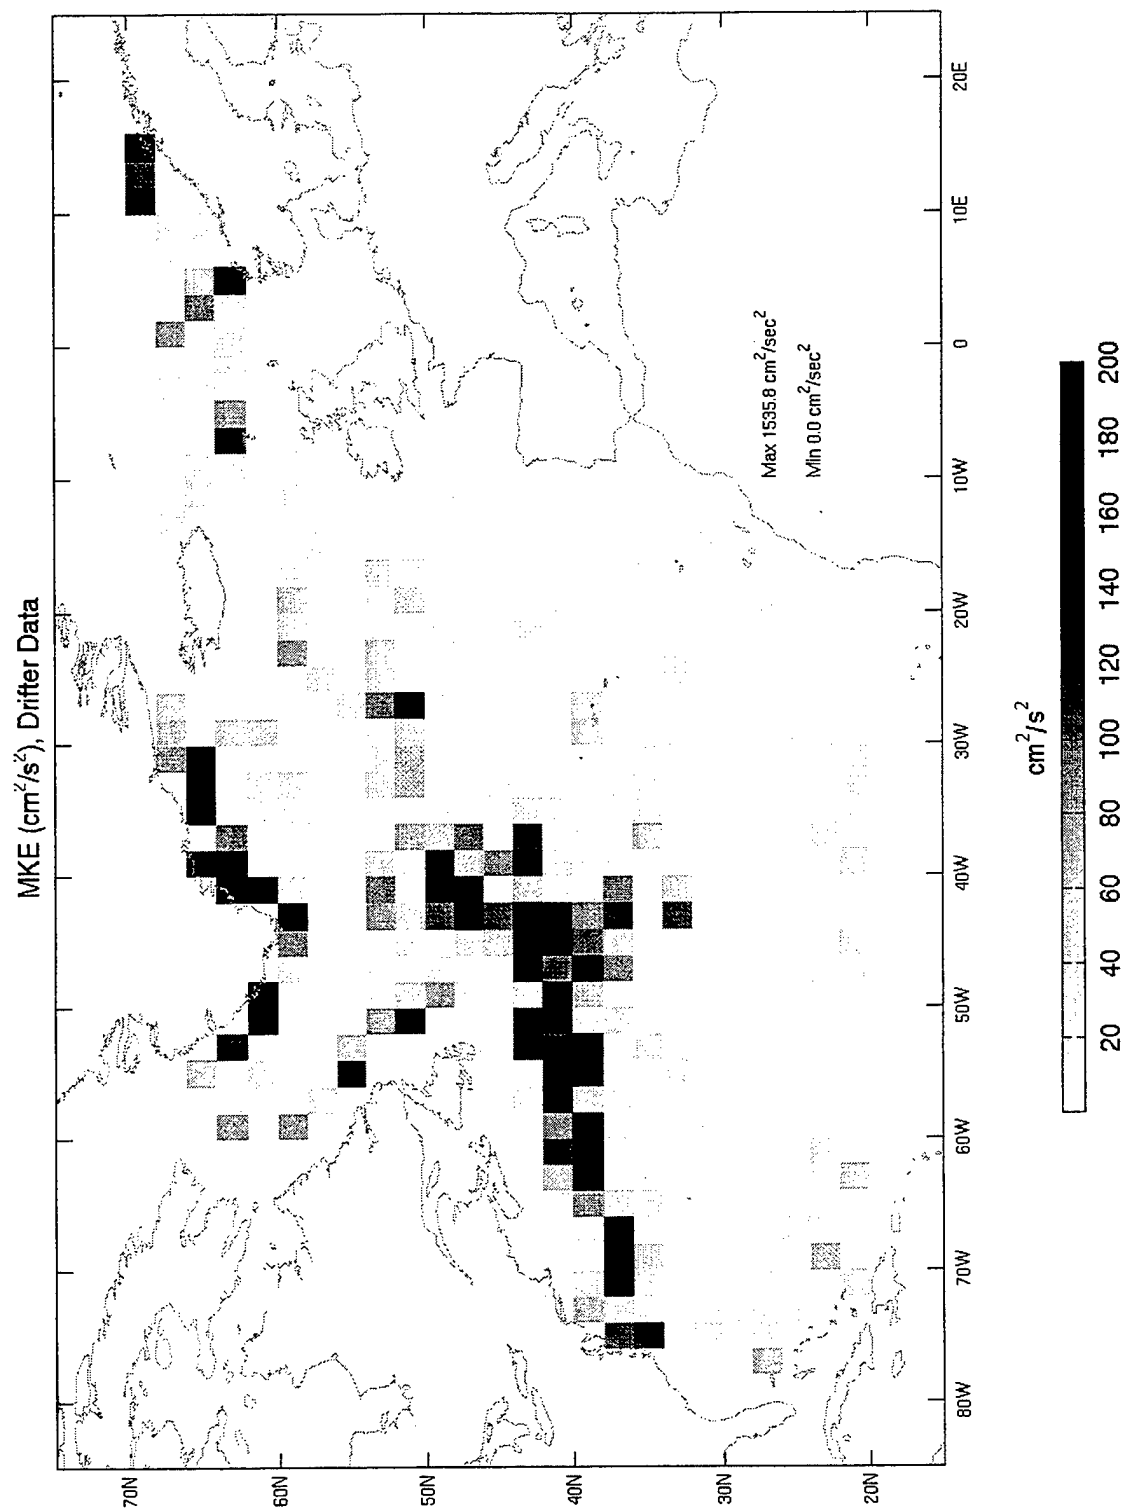 MKE (cm²/s²), Drifter Data
70N
60N
50N
40N
30N
20N
80W
70W
60W
50W
40W
30W
20W
10W
0
10E
20E
Max 1535.8 cm²/sec²
Min 0.0 cm²/sec²
cm²/s²
20
40
60
80
100
120
140
160
180
200